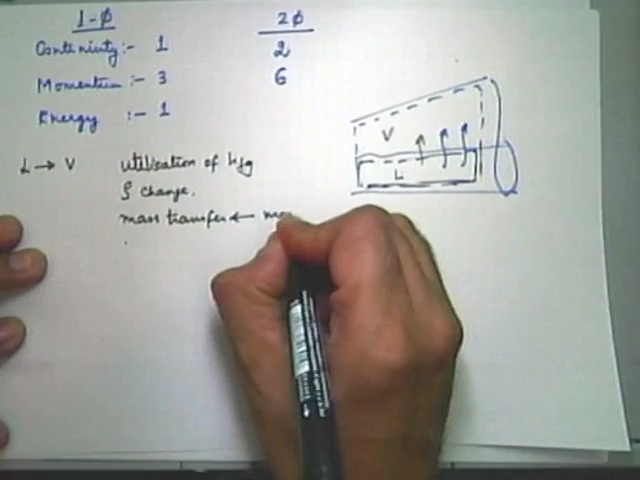 1-ϕ 2ϕ
Continuity:- 1 2
Momentum:- 3 6
Energy :- 1
L → V utilisation of hfg
ρ change.
mass transfer ←
V
L